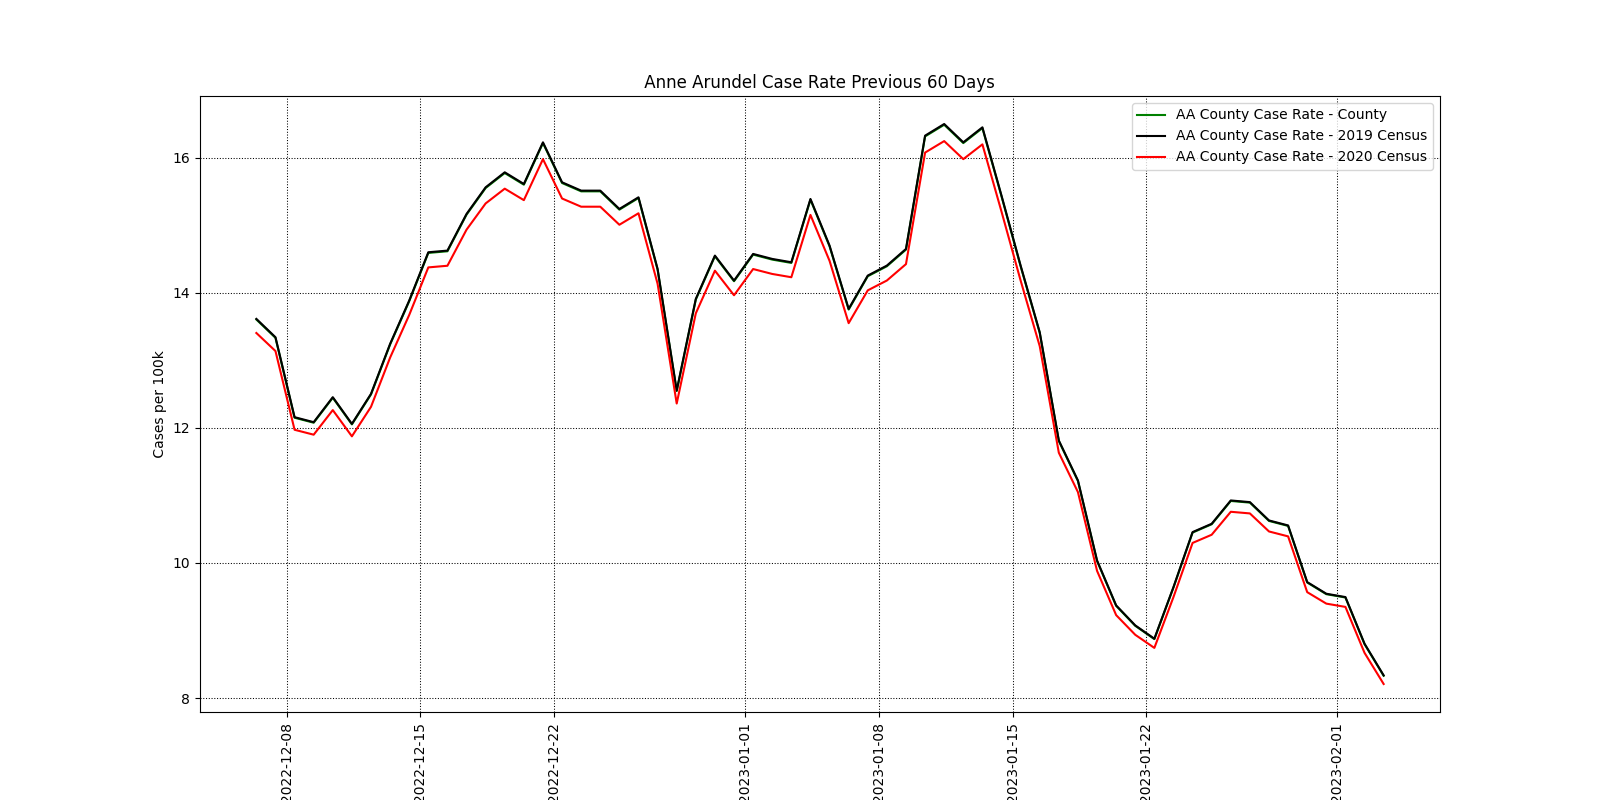 Anne Arundel Case Rate Previous 60 Days
AA County Case Rate - County
AA County Case Rate - 2019 Census
AA County Case Rate - 2020 Census
Cases per 100k
16
14
12
10
8
2022-12-08
2022-12-15
2022-12-22
2023-01-01
2023-01-08
2023-01-15
2023-01-22
2023-02-01